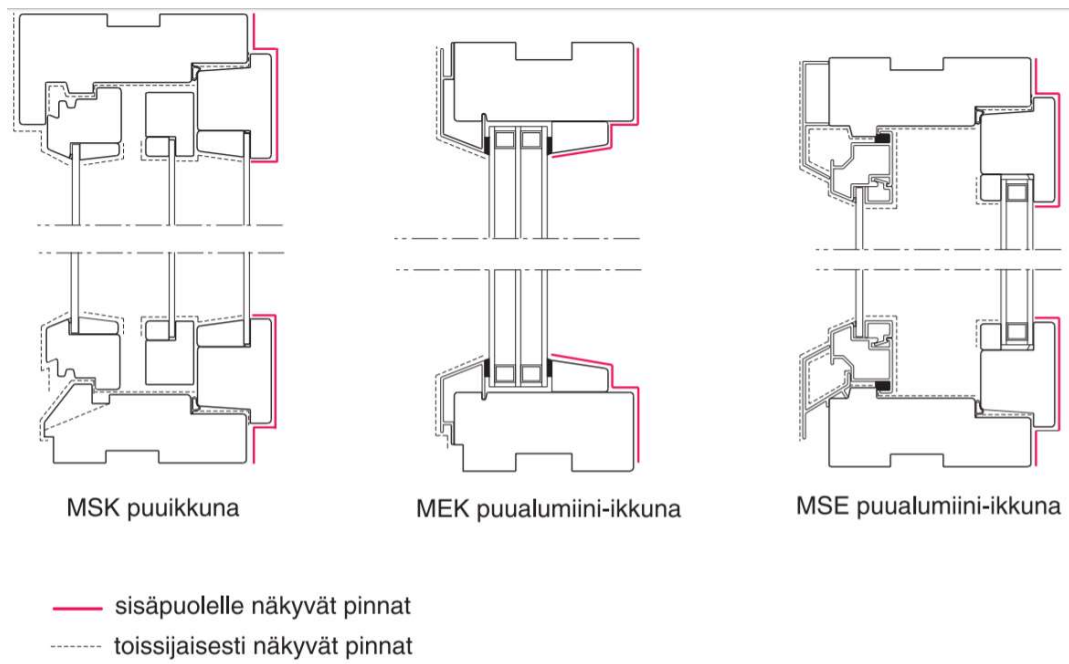 MSK puuikkuna
MEK puualumiini-ikkuna
MSE puualumiini-ikkuna
sisäpuolelle näkyvät pinnat
toissijaisesti näkyvät pinnat